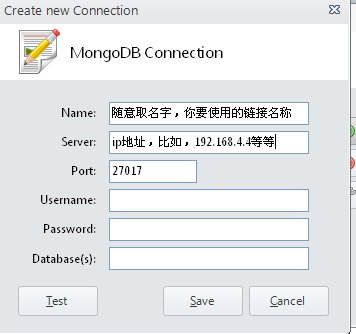 Create new Connection
MongoDB Connection
Name: 随意取名字，你要使用的链接名称
Server: ip地址，比如，192.168.4.4等等
Port: 27017
Username:
Password:
Database(s):
Test Save Cancel